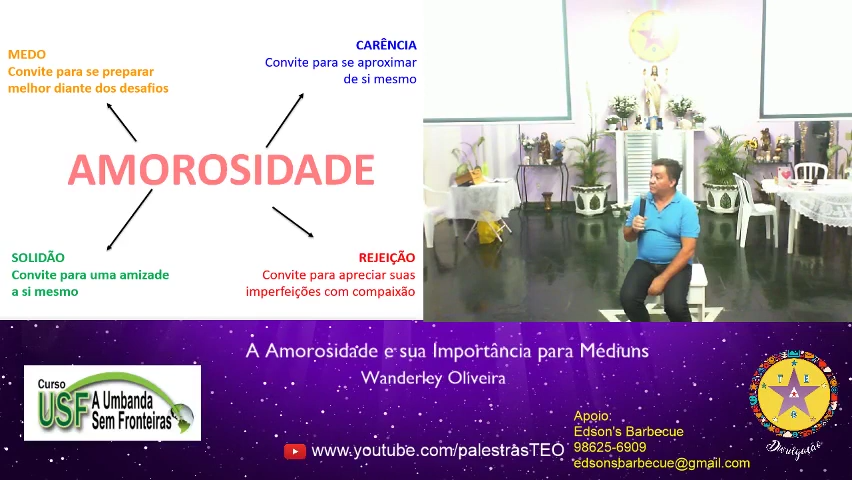 MEDO
Convite para se preparar
melhor diante dos desafios
CARÊNCIA
Convite para se aproximar
de si mesmo
AMOROSIDADE
SOLIDÃO
Convite para uma amizade
a si mesmo
REJEIÇÃO
Convite para apreciar suas
imperfeições com compaixão
A Amorosidade e sua Importância para Médiuns
Wanderley Oliveira
Curso
USF
A Umbanda
Sem Fronteiras
www.youtube.com/palestrasTEO
Apoio:
Edson's Barbecue
98625-6909
edsonsbarbecue@gmail.com
Divulgação